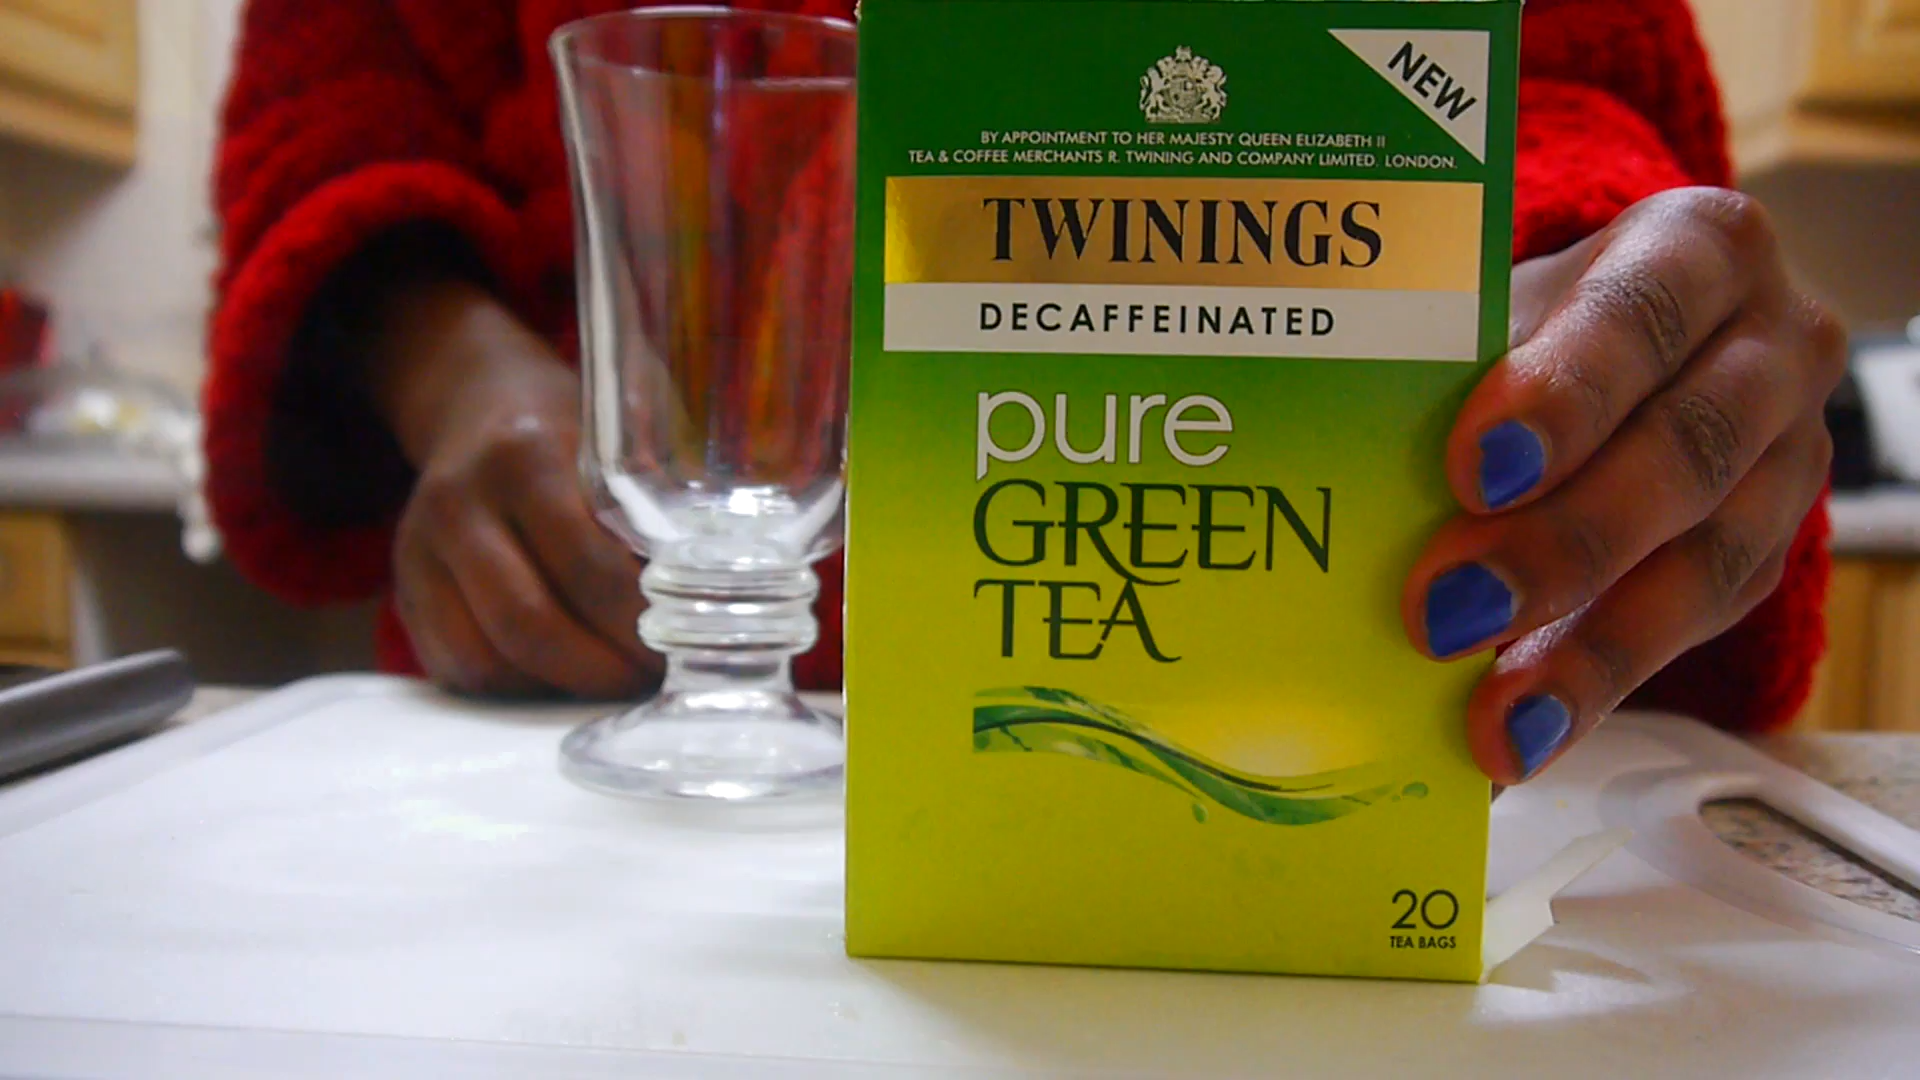 NEW
BY APPOINTMENT TO HER MAJESTY QUEEN ELIZABETH II
TEA & COFFEE MERCHANTS R. TWINING AND COMPANY LIMITED. LONDON.
TWININGS
DECAFFEINATED
pure
GREEN
TEA
20
TEA BAGS